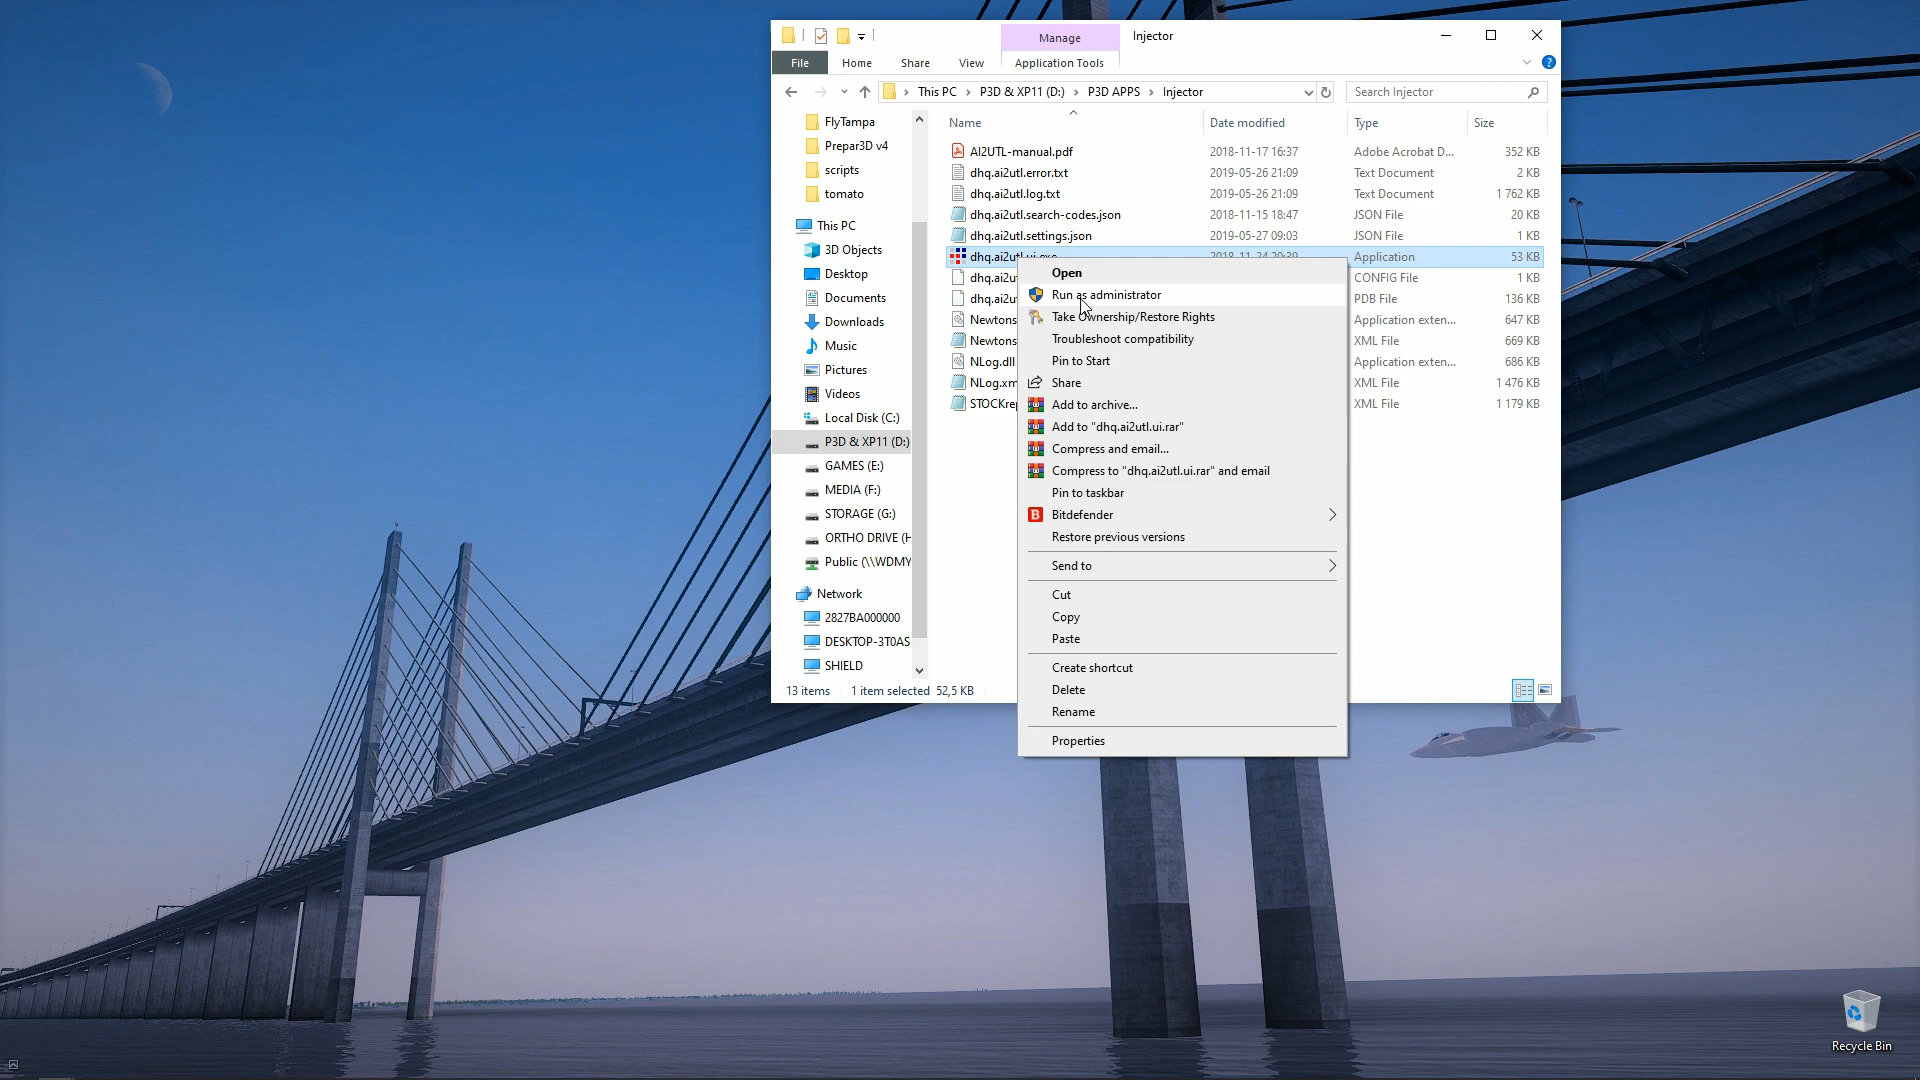 Manage
Injector
File
Home
Share
View
Application Tools
This PC
P3D & XP11 (D:)
P3D APPS
Injector
Search Injector
FlyTampa
Prepar3D v4
scripts
tomato
This PC
3D Objects
Desktop
Documents
Downloads
Music
Pictures
Videos
Local Disk (C:)
P3D & XP11 (D:)
GAMES (E:)
MEDIA (F:)
STORAGE (G:)
ORTHO DRIVE (H
Public (\\WDMY
Network
2827BA000000
DESKTOP-3T0AS
SHIELD
Name Date modified Type Size
AI2UTL-manual.pdf 2018-11-17 16:37 Adobe Acrobat D... 352 KB
dhq.ai2utl.error.txt 2019-05-26 21:09 Text Document 2 KB
dhq.ai2utl.log.txt 2019-05-26 21:09 Text Document 1 762 KB
dhq.ai2utl.search-codes.json 2018-11-15 18:47 JSON File 20 KB
dhq.ai2utl.settings.json 2019-05-27 09:03 JSON File 1 KB
dhq.ai2utl.ui.exe 2018-11-24 20:39 Application 53 KB
dhq.ai2u CONFIG File 1 KB
dhq.ai2u PDB File 136 KB
Newtons Application exten... 647 KB
Newtons XML File 669 KB
NLog.dll Application exten... 686 KB
NLog.xm XML File 1 476 KB
STOCKrep XML File 1 179 KB
Open
Run as administrator
Take Ownership/Restore Rights
Troubleshoot compatibility
Pin to Start
Share
Add to archive...
Add to "dhq.ai2utl.ui.rar"
Compress and email...
Compress to "dhq.ai2utl.ui.rar" and email
Pin to taskbar
B Bitdefender
Restore previous versions
Send to
Cut
Copy
Paste
Create shortcut
Delete
Rename
Properties
13 items 1 item selected 52,5 KB
Recycle Bin